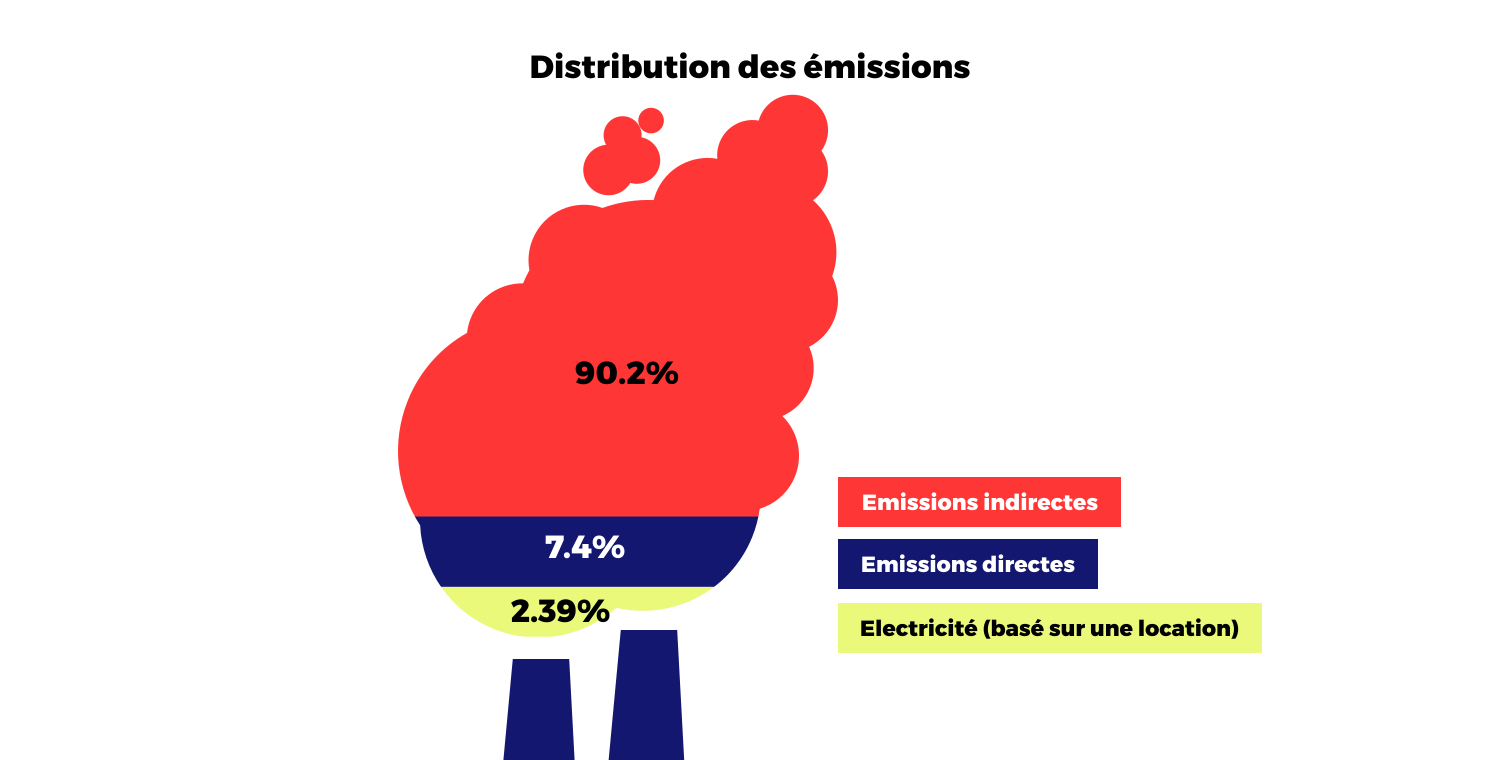 Distribution des émissions
90.2%
7.4%
2.39%
Emissions indirectes
Emissions directes
Electricité (basé sur une location)